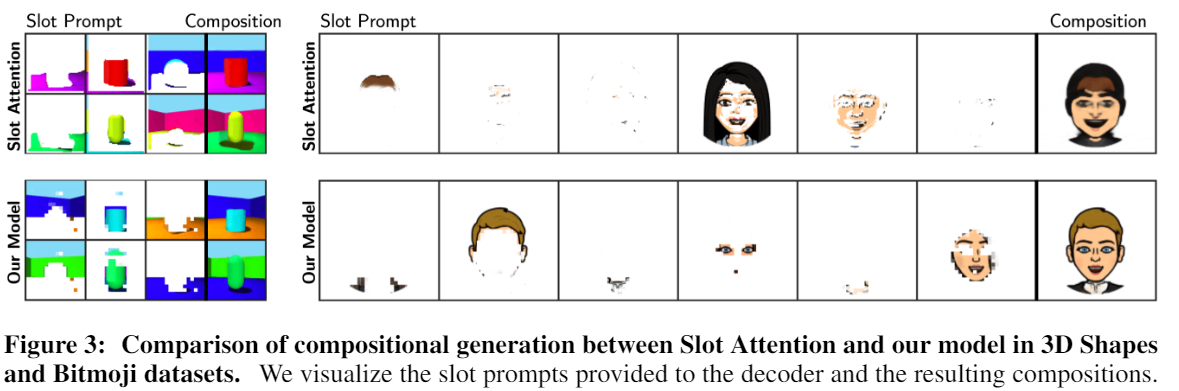 Slot Prompt Composition Slot Prompt Composition
Slot Attention
Our Model
Figure 3: Comparison of compositional generation between Slot Attention and our model in 3D Shapes
and Bitmoji datasets. We visualize the slot prompts provided to the decoder and the resulting compositions.
Slot Attention
Our Model